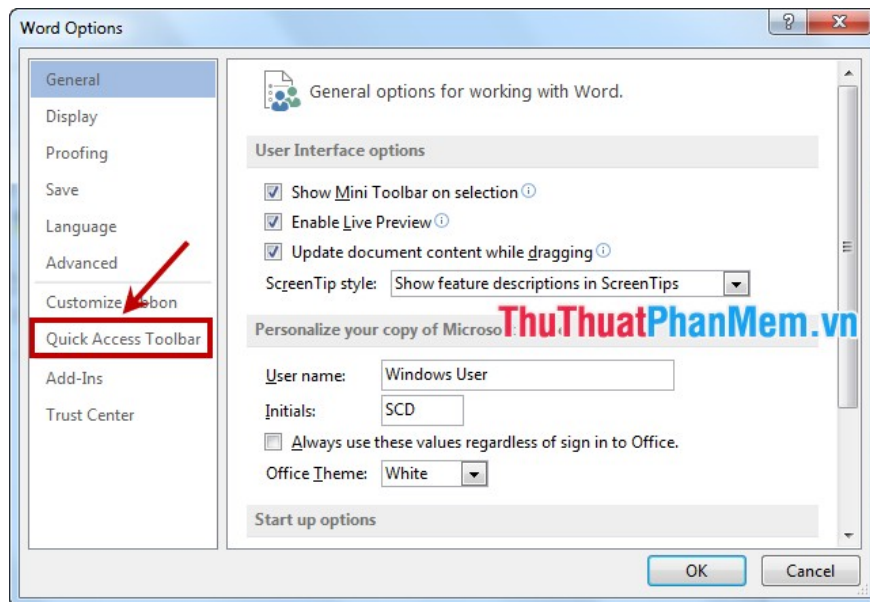 Word Options
General
Display
Proofing
Save
Language
Advanced
Customize
Quick Access Toolbar
Add-Ins
Trust Center
General options for working with Word.
User Interface options
Show Mini Toolbar on selection
Enable Live Preview
Update document content while dragging
ScreenTip style: Show feature descriptions in ScreenTips
ThuThuatPhanMem.vn
Personalize your copy of
User name: Windows User
Initials: SCD
Always use these values regardless of sign in to Office.
Office Theme: White
Start up options
OK Cancel